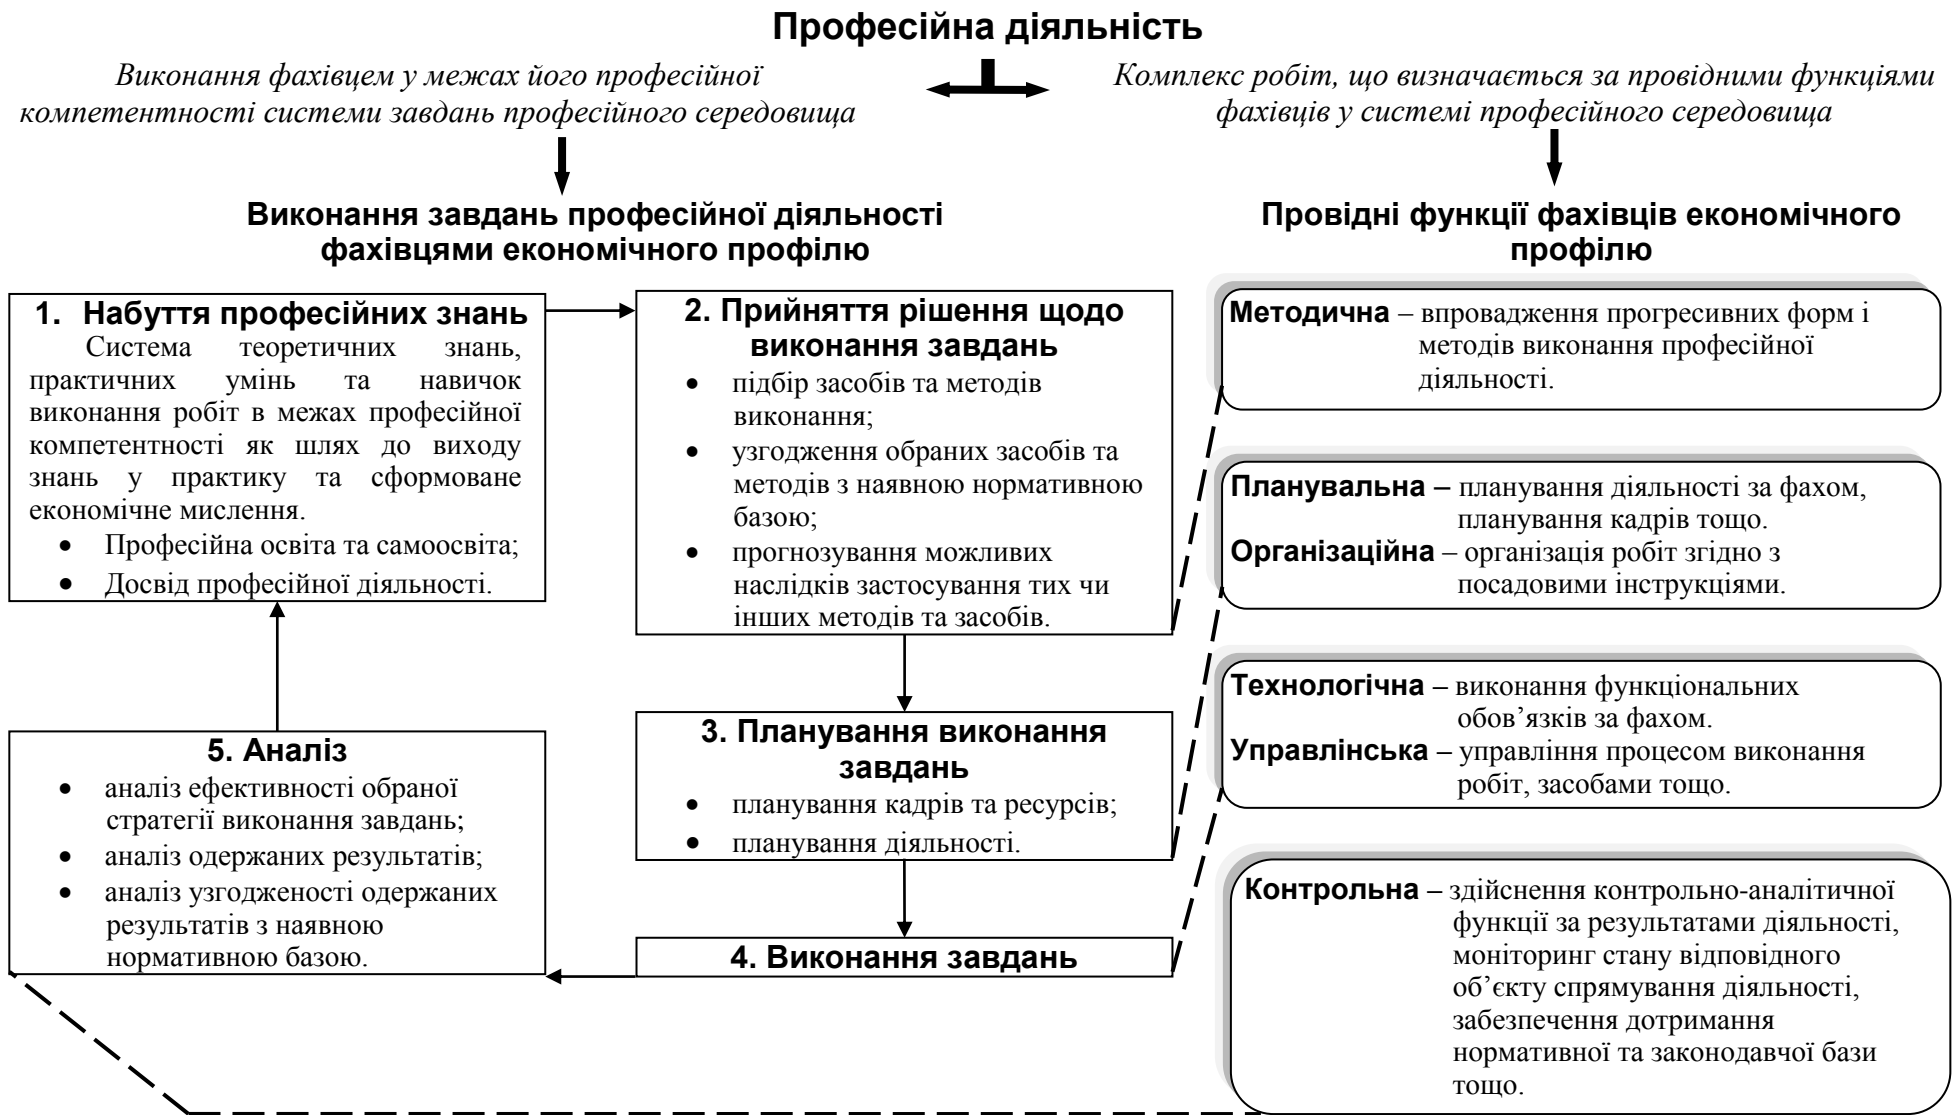 Професійна діяльність
Виконання фахівцем у межах його професійної
компетентності системи завдань професійного середовища
Комплекс робіт, що визначається за провідними функціями
фахівців у системі професійного середовища
Виконання завдань професійної діяльності
фахівцями економічного профілю
Провідні функції фахівців економічного
профілю
1. Набуття професійних знань
Система теоретичних знань,
практичних умінь та навичок
виконання робіт в межах професійної
компетентності як шлях до виходу
знань у практику та сформоване
економічне мислення.
• Професійна освіта та самоосвіта;
• Досвід професійної діяльності.
2. Прийняття рішення щодо
виконання завдань
• підбір засобів та методів
виконання;
• узгодження обраних засобів та
методів з наявною нормативною
базою;
• прогнозування можливих
наслідків застосування тих чи
інших методів та засобів.
3. Планування виконання
завдань
• планування кадрів та ресурсів;
• планування діяльності.
4. Виконання завдань
5. Аналіз
• аналіз ефективності обраної
стратегії виконання завдань;
• аналіз одержаних результатів;
• аналіз узгодженості одержаних
результатів з наявною
нормативною базою.
Методична – впровадження прогресивних форм і
методів виконання професійної
діяльності.
Планувальна – планування діяльності за фахом,
планування кадрів тощо.
Організаційна – організація робіт згідно з
посадовими інструкціями.
Технологічна – виконання функціональних
обов’язків за фахом.
Управлінська – управління процесом виконання
робіт, засобами тощо.
Контрольна – здійснення контрольно-аналітичної
функції за результатами діяльності,
моніторинг стану відповідного
об’єкту спрямування діяльності,
забезпечення дотримання
нормативної та законодавчої бази
тощо.